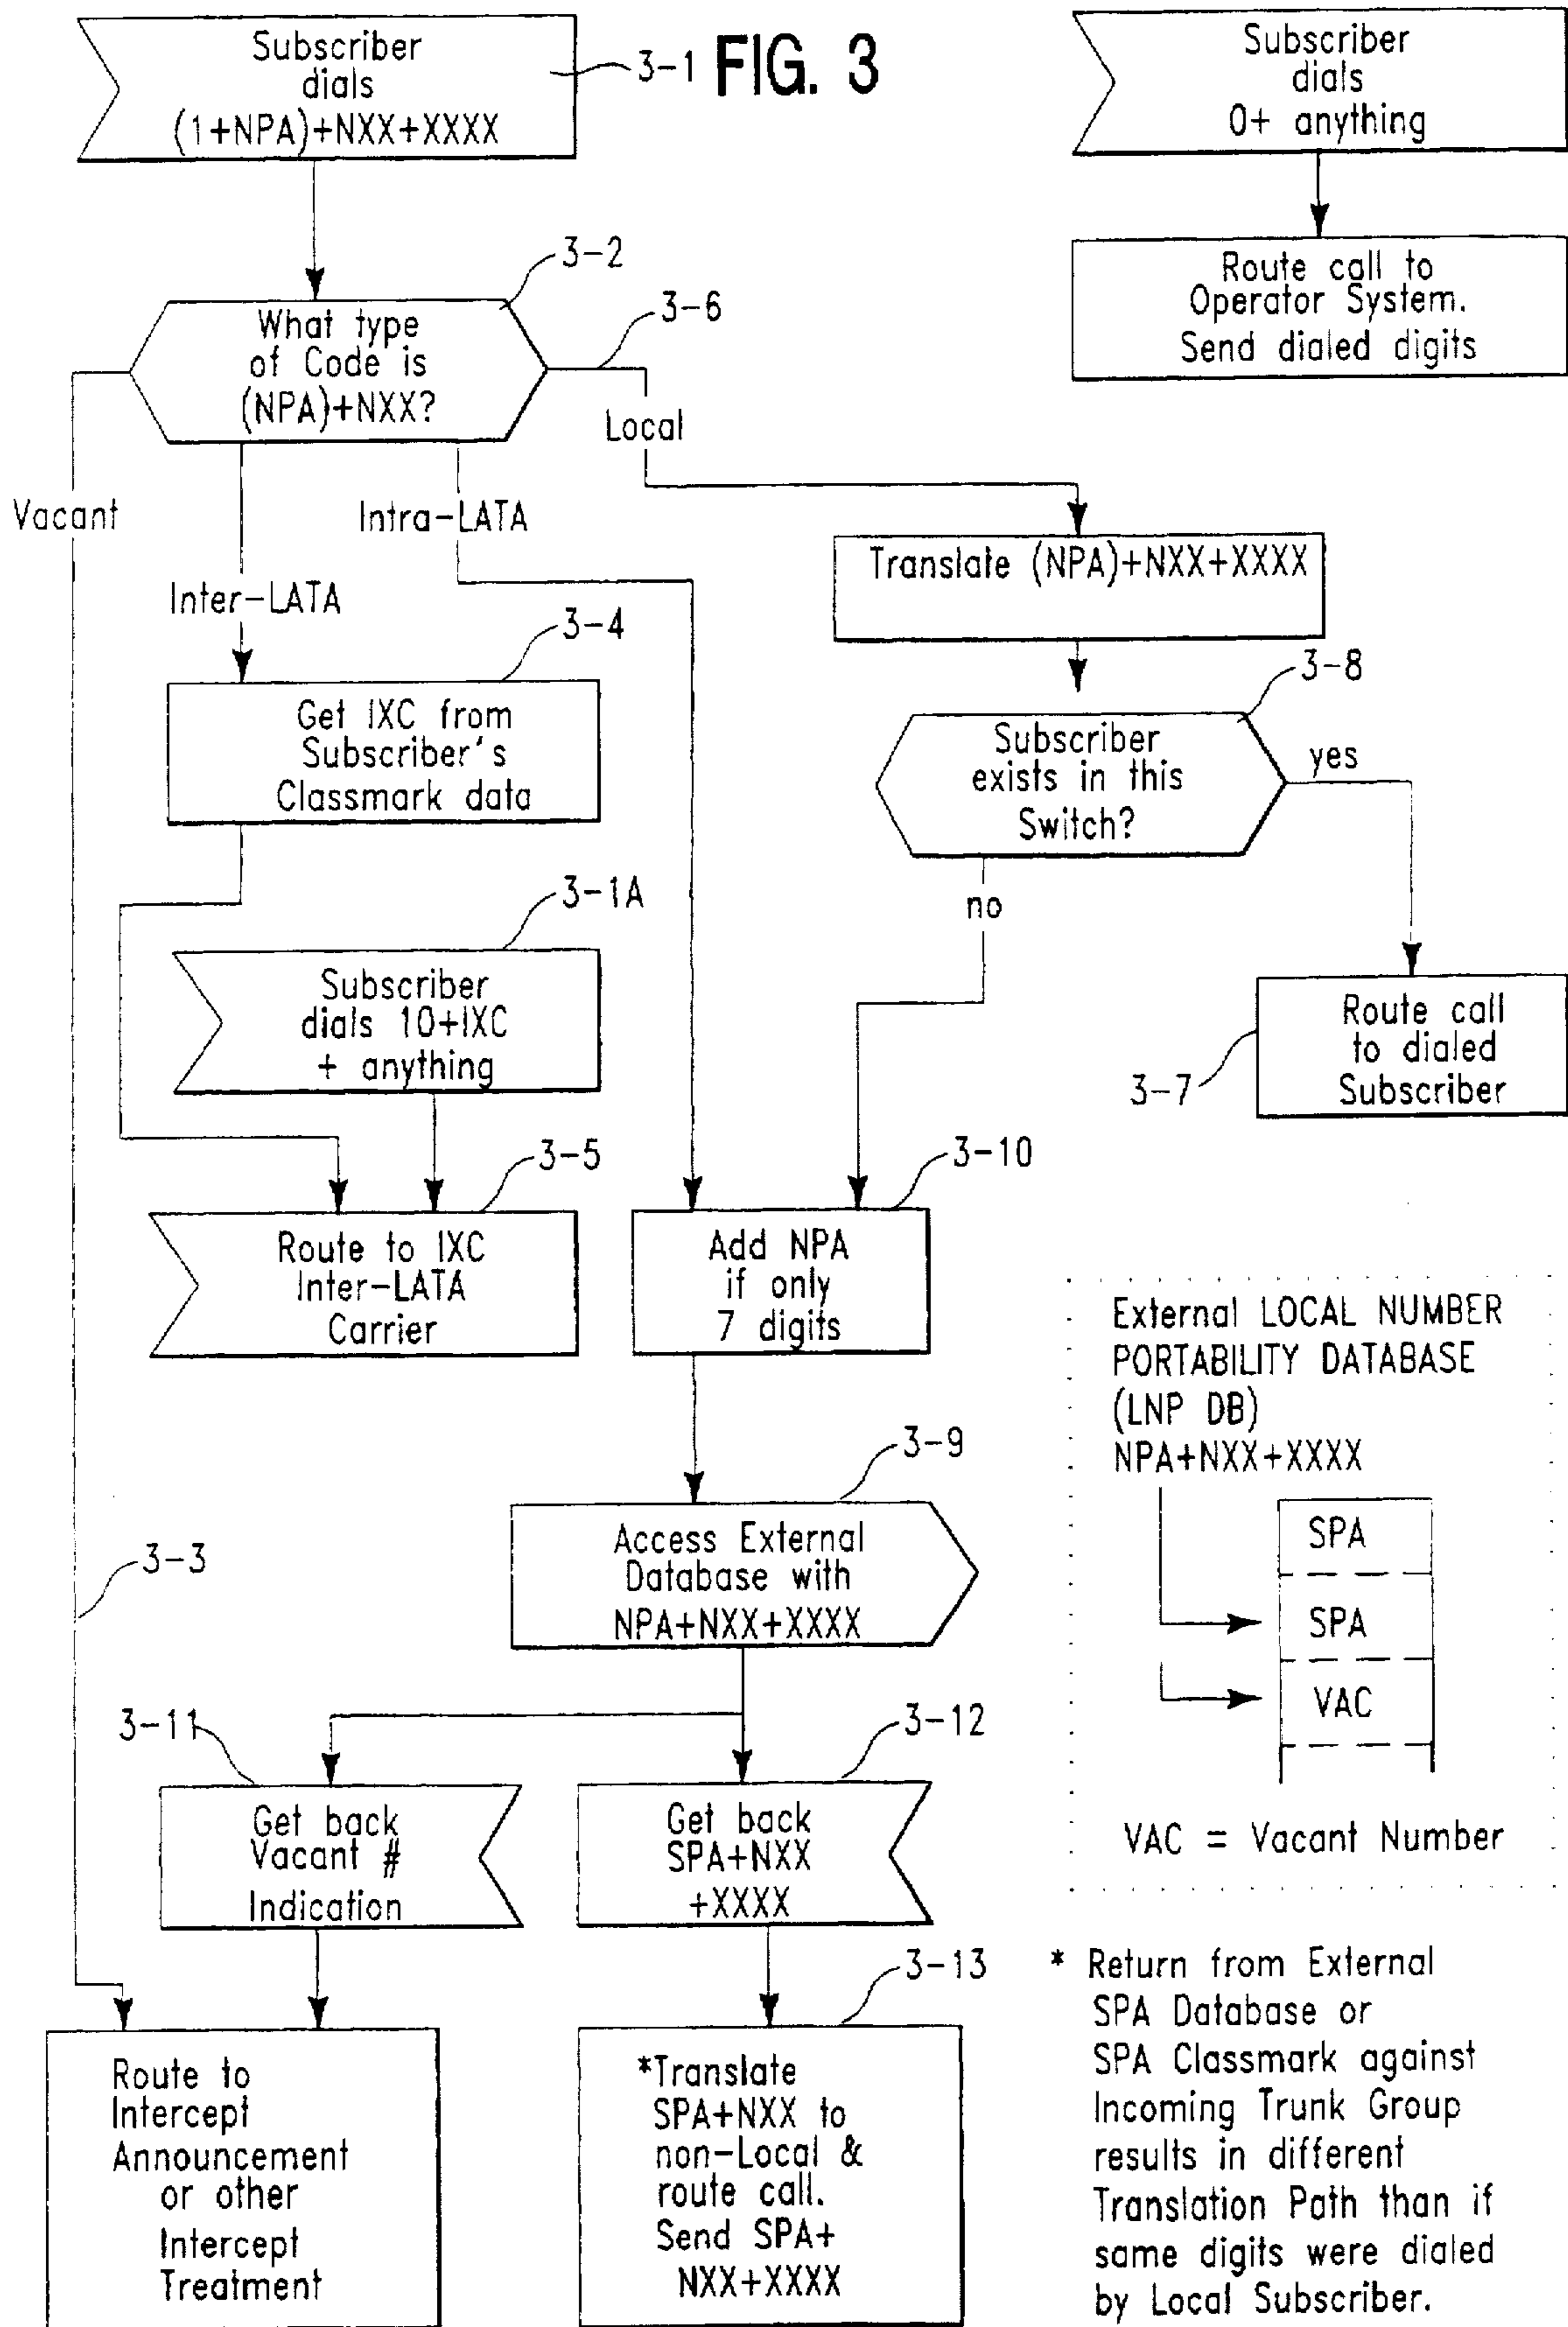 Subscriber
dials
(1+NPA)+NXX+XXXX
3-1
FIG. 3
Subscriber
dials
0+ anything
Route call to
Operator System.
Send dialed digits
3-2
What type
of Code is
(NPA)+NXX?
3-6
Local
Vacant
Intra-LATA
Inter-LATA
Translate (NPA)+NXX+XXXX
3-4
Get IXC from
Subscriber's
Classmark data
3-8
Subscriber
exists in this
Switch?
yes
no
3-1A
Subscriber
dials 10+IXC
+ anything
Route call
to dialed
Subscriber
3-7
3-5
Route to IXC
Inter-LATA
Carrier
3-10
Add NPA
if only
7 digits
External LOCAL NUMBER
PORTABILITY DATABASE
(LNP DB)
NPA+NXX+XXXX
SPA
SPA
VAC
VAC = Vacant Number
3-9
Access External
Database with
NPA+NXX+XXXX
3-3
3-11
Get back
Vacant #
Indication
3-12
Get back
SPA+NXX
+XXXX
3-13
Route to
Intercept
Announcement
or other
Intercept
Treatment
*Translate
SPA+NXX to
non-Local &
route call.
Send SPA+
NXX+XXXX
* Return from External
SPA Database or
SPA Classmark against
Incoming Trunk Group
results in different
Translation Path than if
same digits were dialed
by Local Subscriber.